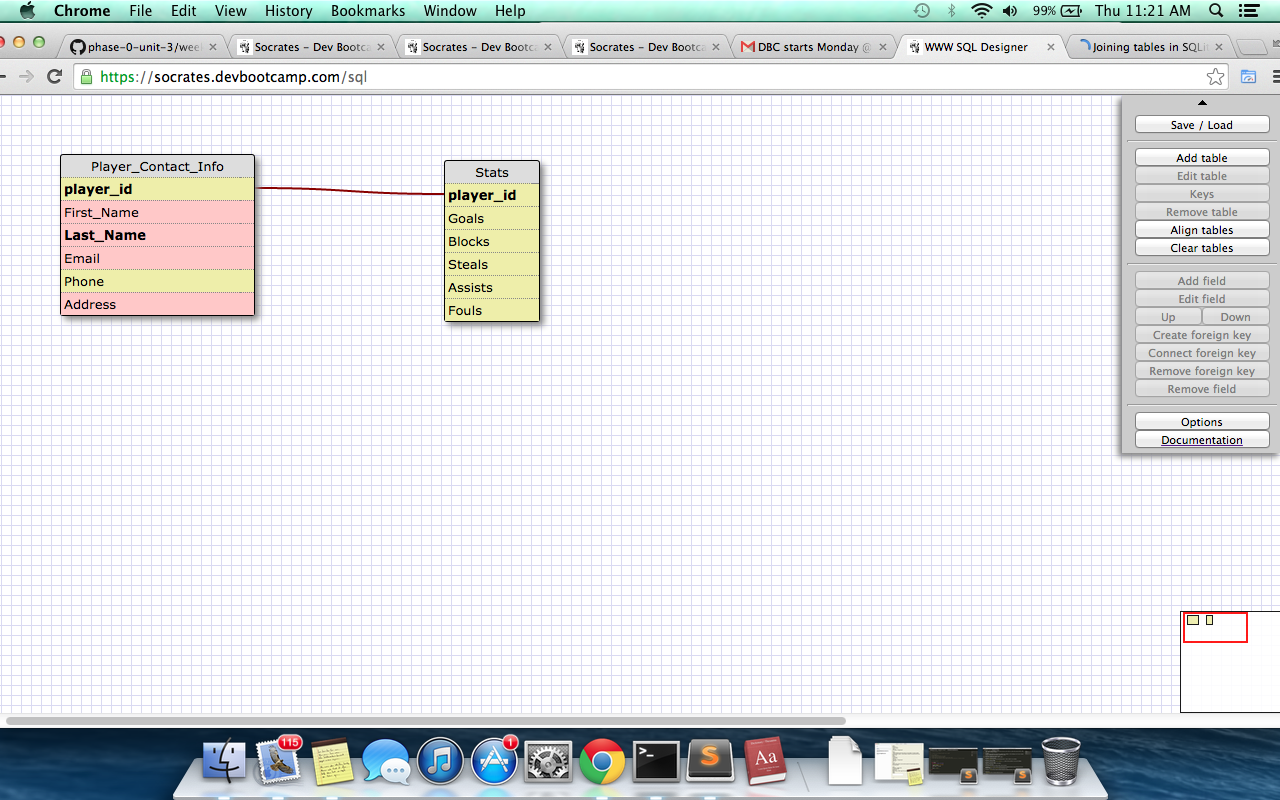 Chrome File Edit View History Bookmarks Window Help 99% Thu 11:21 AM
phase-0-unit-3/wee Socrates – Dev Bootca Socrates – Dev Bootca Socrates – Dev Bootca DBC starts Monday @ WWW SQL Designer Joining tables in SQLi
https://socrates.devbootcamp.com/sql
Player_Contact_Info
player_id
First_Name
Last_Name
Email
Phone
Address
Stats
player_id
Goals
Blocks
Steals
Assists
Fouls
Save / Load
Add table
Edit table
Keys
Remove table
Align tables
Clear tables
Add field
Edit field
Up Down
Create foreign key
Connect foreign key
Remove foreign key
Remove field
Options
Documentation
115
1
>_
S
Aa
S
S